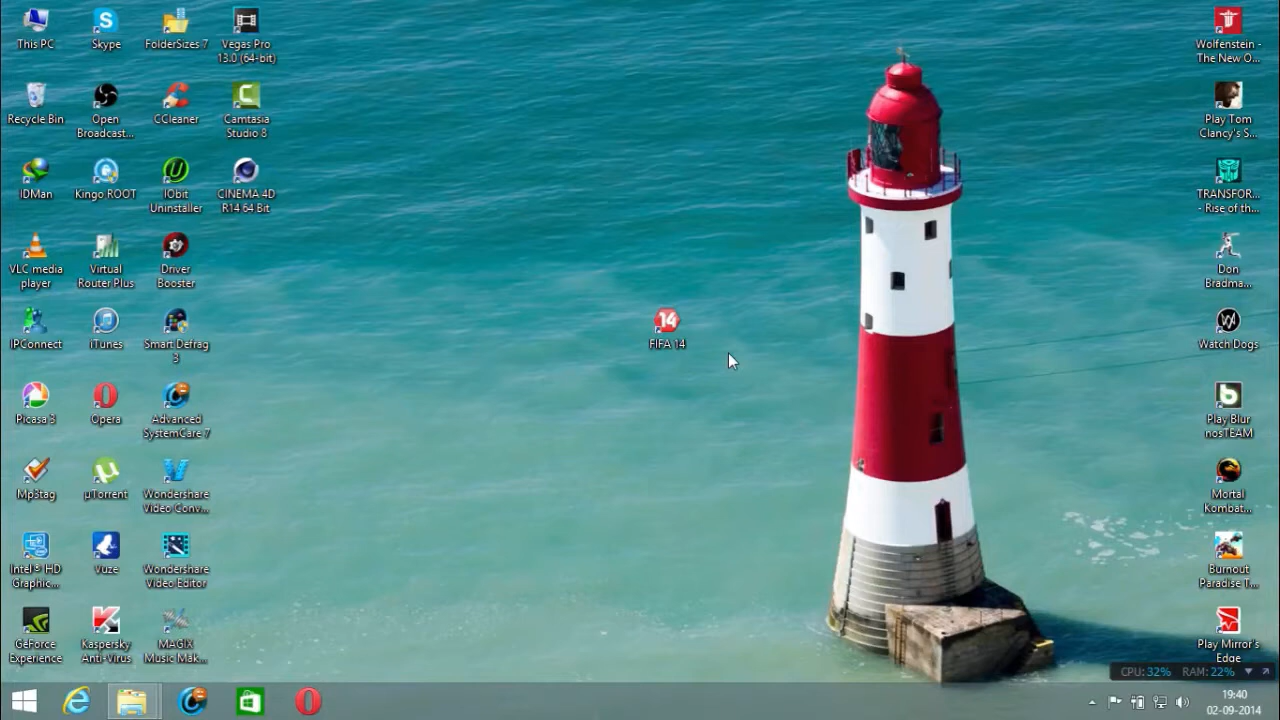 This PC
Skype
FolderSizes 7
Vegas Pro
13.0 (64-bit)
Recycle Bin
Open
Broadcast...
CCleaner
Camtasia
Studio 8
IDMan
Kingo ROOT
IObit
Uninstaller
CINEMA 4D
R14 64 Bit
VLC media
player
Virtual
Router Plus
Driver
Booster
IPConnect
iTunes
Smart Defrag
3
Picasa 3
Opera
Advanced
SystemCare 7
Mp3tag
µTorrent
Wondershare
Video Conv...
Intel® HD
Graphic...
Vuze
Wondershare
Video Editor
GeForce
Experience
Kaspersky
Anti-Virus
MAGIX
Music Mak...
14
FIFA 14
Wolfenstein -
The New O...
Play Tom
Clancy's S...
TRANSFOR...
- Rise of th...
Don
Bradma...
Watch Dogs
Play Blur
nosTEAM
Mortal
Kombat...
Burnout
Paradise T...
Play Mirror's
Edge
CPU: 32% RAM: 22%
19:40
02-09-2014